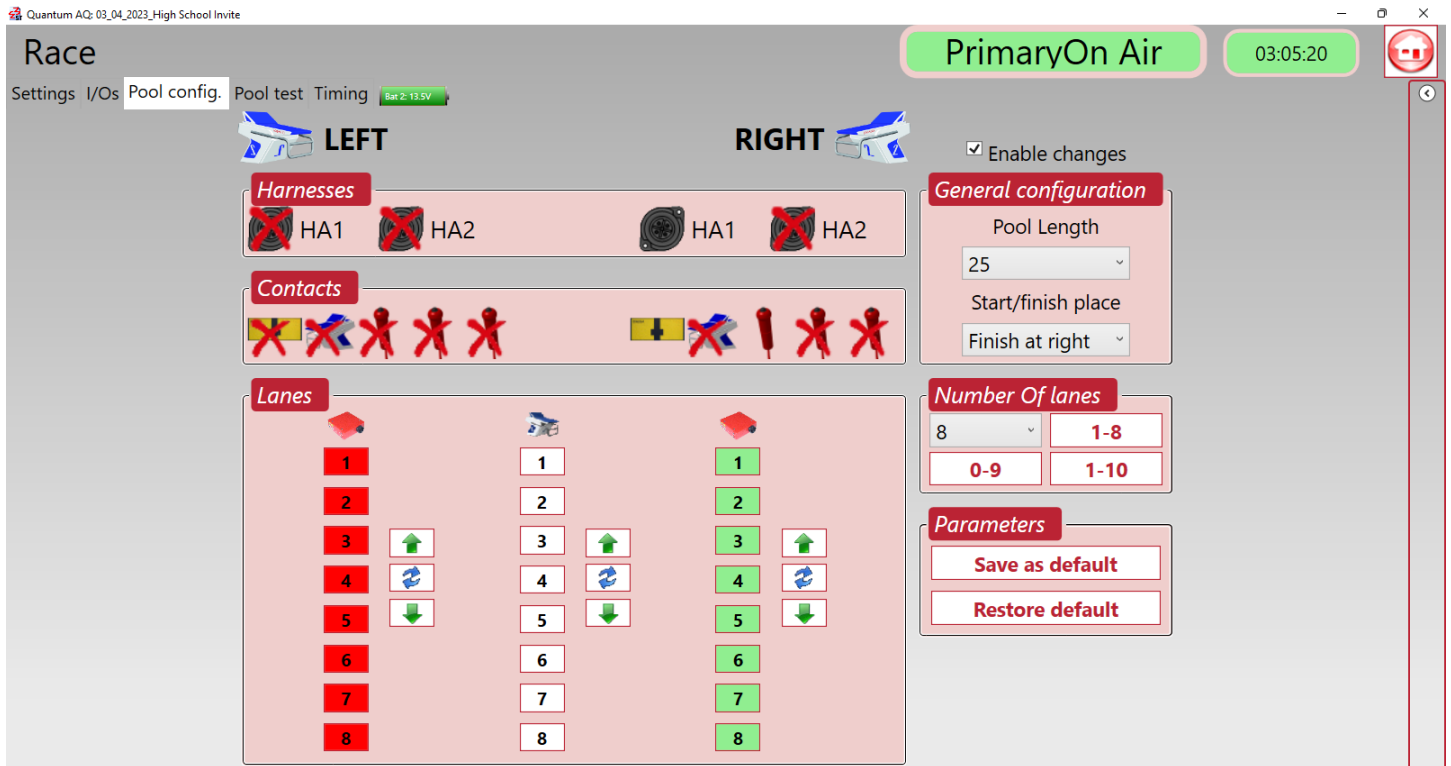 Quantum AQ: 03_04_2023_High School Invite
Race
PrimaryOn Air
03:05:20
Settings I/Os Pool config. Pool test Timing Bat 2: 13.5V
LEFT
RIGHT
Enable changes
Harnesses
HA1 HA2 HA1 HA2
Contacts
General configuration
Pool Length
25
Start/finish place
Finish at right
Lanes
1 1 1
2 2 2
3 3 3
4 4 4
5 5 5
6 6 6
7 7 7
8 8 8
Number Of lanes
8 1-8
0-9 1-10
Parameters
Save as default
Restore default